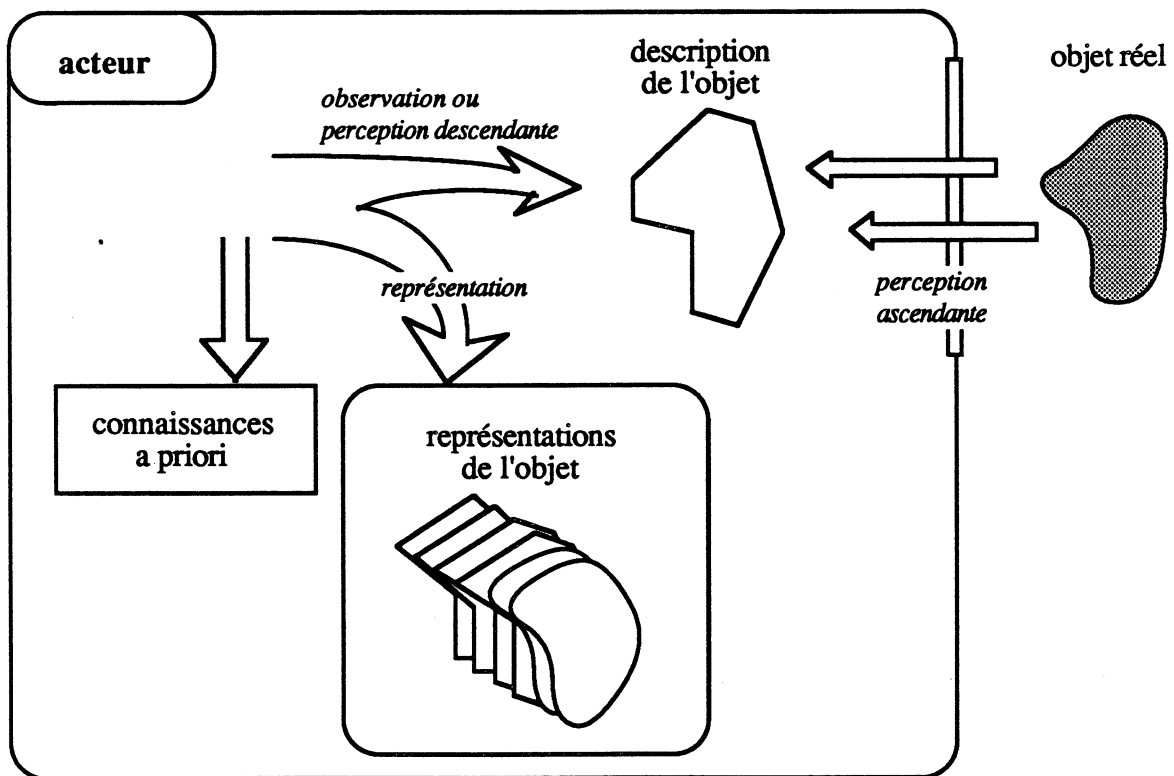 acteur
description
de l'objet
objet réel
observation ou
perception descendante
représentation
perception
ascendante
connaissances
a priori
représentations
de l'objet